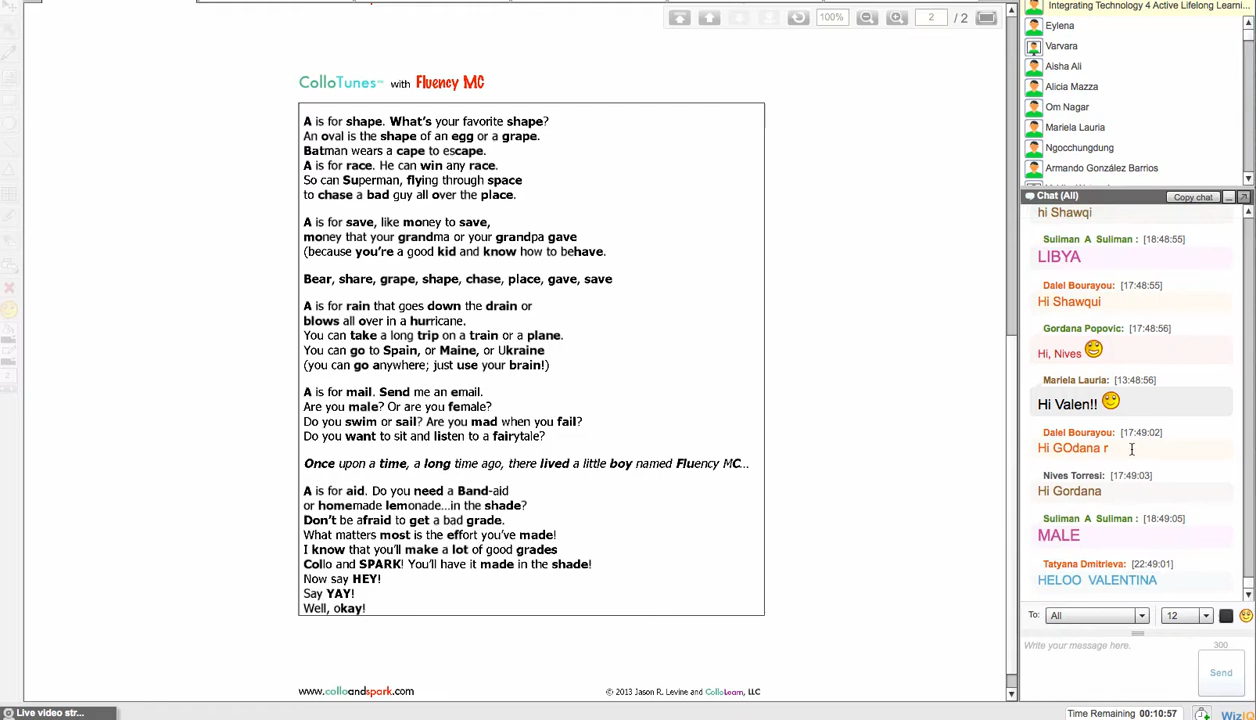 100%
2
/ 2
ColloTunes™ with Fluency MC
A is for shape. What's your favorite shape?
An oval is the shape of an egg or a grape.
Batman wears a cape to escape.
A is for race. He can win any race.
So can Superman, flying through space
to chase a bad guy all over the place.
A is for save, like money to save,
money that your grandma or your grandpa gave
(because you're a good kid and know how to behave.
Bear, share, grape, shape, chase, place, gave, save
A is for rain that goes down the drain or
blows all over in a hurricane.
You can take a long trip on a train or a plane.
You can go to Spain, or Maine, or Ukraine
(you can go anywhere; just use your brain!)
A is for mail. Send me an email.
Are you male? Or are you female?
Do you swim or sail? Are you mad when you fail?
Do you want to sit and listen to a fairytale?
Once upon a time, a long time ago, there lived a little boy named Fluency MC...
A is for aid. Do you need a Band-aid
or homemade lemonade...in the shade?
Don't be afraid to get a bad grade.
What matters most is the effort you've made!
I know that you'll make a lot of good grades
Collo and SPARK! You'll have it made in the shade!
Now say HEY!
Say YAY!
Well, okay!
www.colloandspark.com
© 2013 Jason R. Levine and ColloLearn, LLC
Live video str...
Integrating Technology 4 Active Lifelong Learni...
Eylena
Varvara
Aisha Ali
Alicia Mazza
Om Nagar
Mariela Lauria
Ngocchungdung
Armando González Barrios
Chat (All)
Copy chat
hi Shawqi
Suliman A Suliman : [18:48:55]
LIBYA
Dalel Bourayou: [17:48:55]
Hi Shawqui
Gordana Popovic: [17:48:56]
Hi, Nives
Mariela Lauria: [13:48:56]
Hi Valen!!
Dalel Bourayou: [17:49:02]
Hi GOdana r
Nives Torresi: [17:49:03]
Hi Gordana
Suliman A Suliman : [18:49:05]
MALE
Tatyana Dmitrieva: [22:49:01]
HELOO VALENTINA
To: All 12
Write your message here.
300
Send
Time Remaining 00:10:57
WizIQ